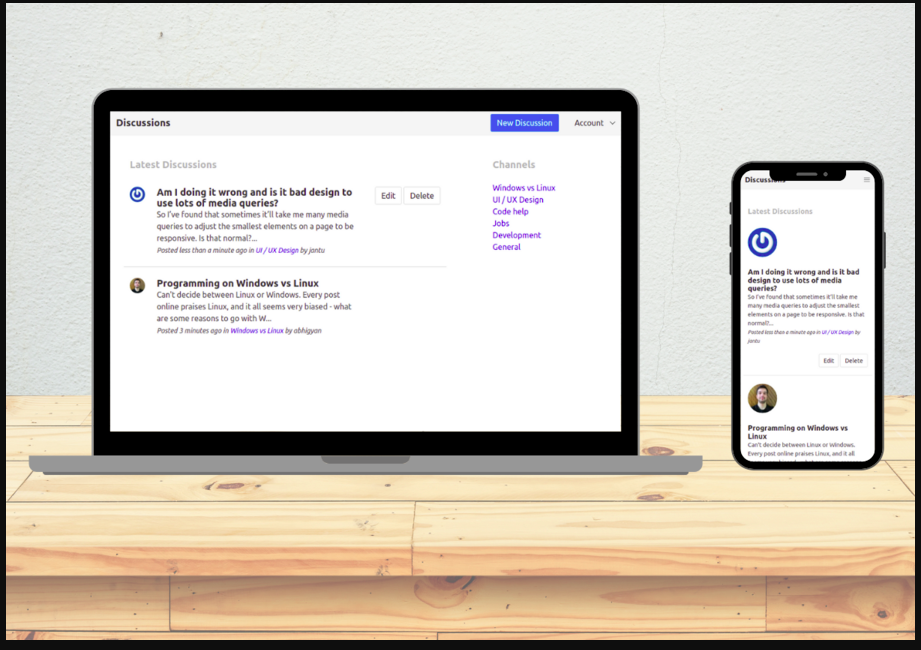 Discussions
New Discussion
Account
Latest Discussions
Am I doing it wrong and is it bad design to
use lots of media queries?
So I've found that sometimes it'll take me many media
queries to adjust the smallest elements on a page to be
responsive. Is that normal?...
Posted less than a minute ago in UI / UX Design by jantu
Edit
Delete
Programming on Windows vs Linux
Can't decide between Linux or Windows. Every post
online praises Linux, and it all seems very biased - what
are some reasons to go with W...
Posted 3 minutes ago in Windows vs Linux by abhigyan
Channels
Windows vs Linux
UI / UX Design
Code help
Jobs
Development
General
Discussions
Latest Discussions
Am I doing it wrong and is it bad
design to use lots of media
queries?
So I've found that sometimes it'll take me
many media queries to adjust the smallest
elements on a page to be responsive. Is that
normal?...
Posted less than a minute ago in UI / UX Design by
jantu
Edit
Delete
Programming on Windows vs
Linux
Can't decide between Linux or Windows.
Every post online praises Linux, and it all